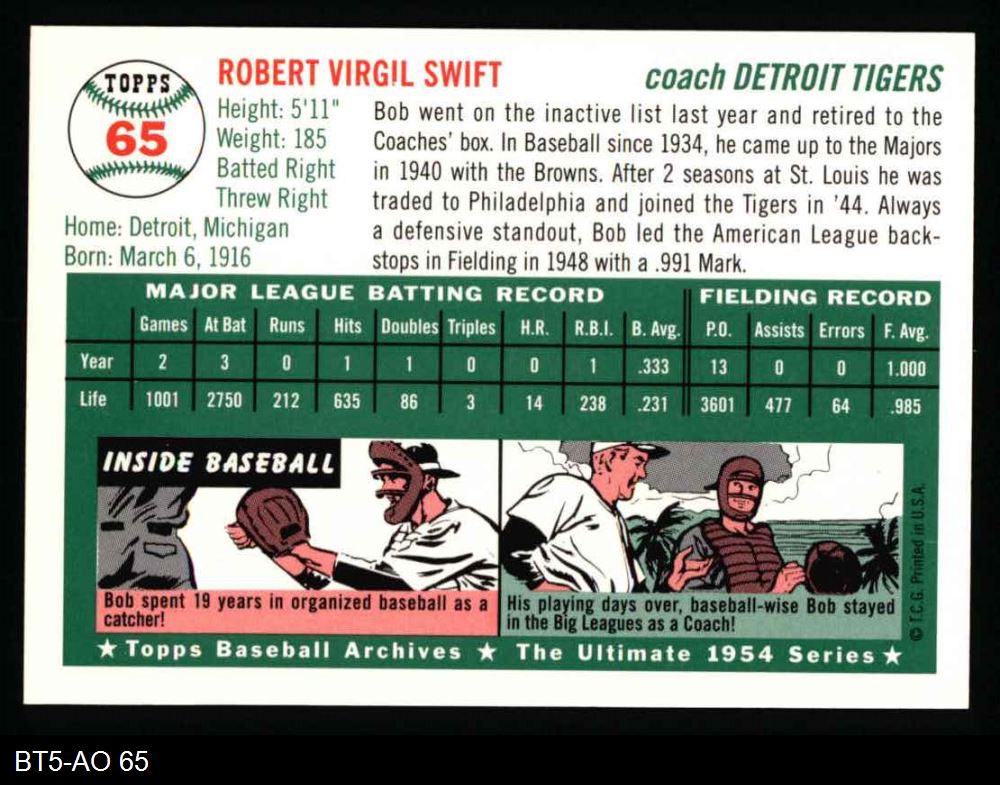 TOPPS
65
ROBERT VIRGIL SWIFT
coach DETROIT TIGERS
Height: 5'11"
Weight: 185
Batted Right
Threw Right
Home: Detroit, Michigan
Born: March 6, 1916
Bob went on the inactive list last year and retired to the
Coaches' box. In Baseball since 1934, he came up to the Majors
in 1940 with the Browns. After 2 seasons at St. Louis he was
traded to Philadelphia and joined the Tigers in '44. Always
a defensive standout, Bob led the American League back-
stops in Fielding in 1948 with a .991 Mark.
MAJOR LEAGUE BATTING RECORD FIELDING RECORD
Games At Bat Runs Hits Doubles Triples H.R. R.B.I. B. Avg. P.O. Assists Errors F. Avg.
Year 2 3 0 1 1 0 0 1 .333 13 0 0 1.000
Life 1001 2750 212 635 86 3 14 238 .231 3601 477 64 .985
INSIDE BASEBALL
Bob spent 19 years in organized baseball as a
catcher!
His playing days over, baseball-wise Bob stayed
in the Big Leagues as a Coach!
© T.C.G. Printed in U.S.A.
★ Topps Baseball Archives ★ The Ultimate 1954 Series ★
BT5-AO 65